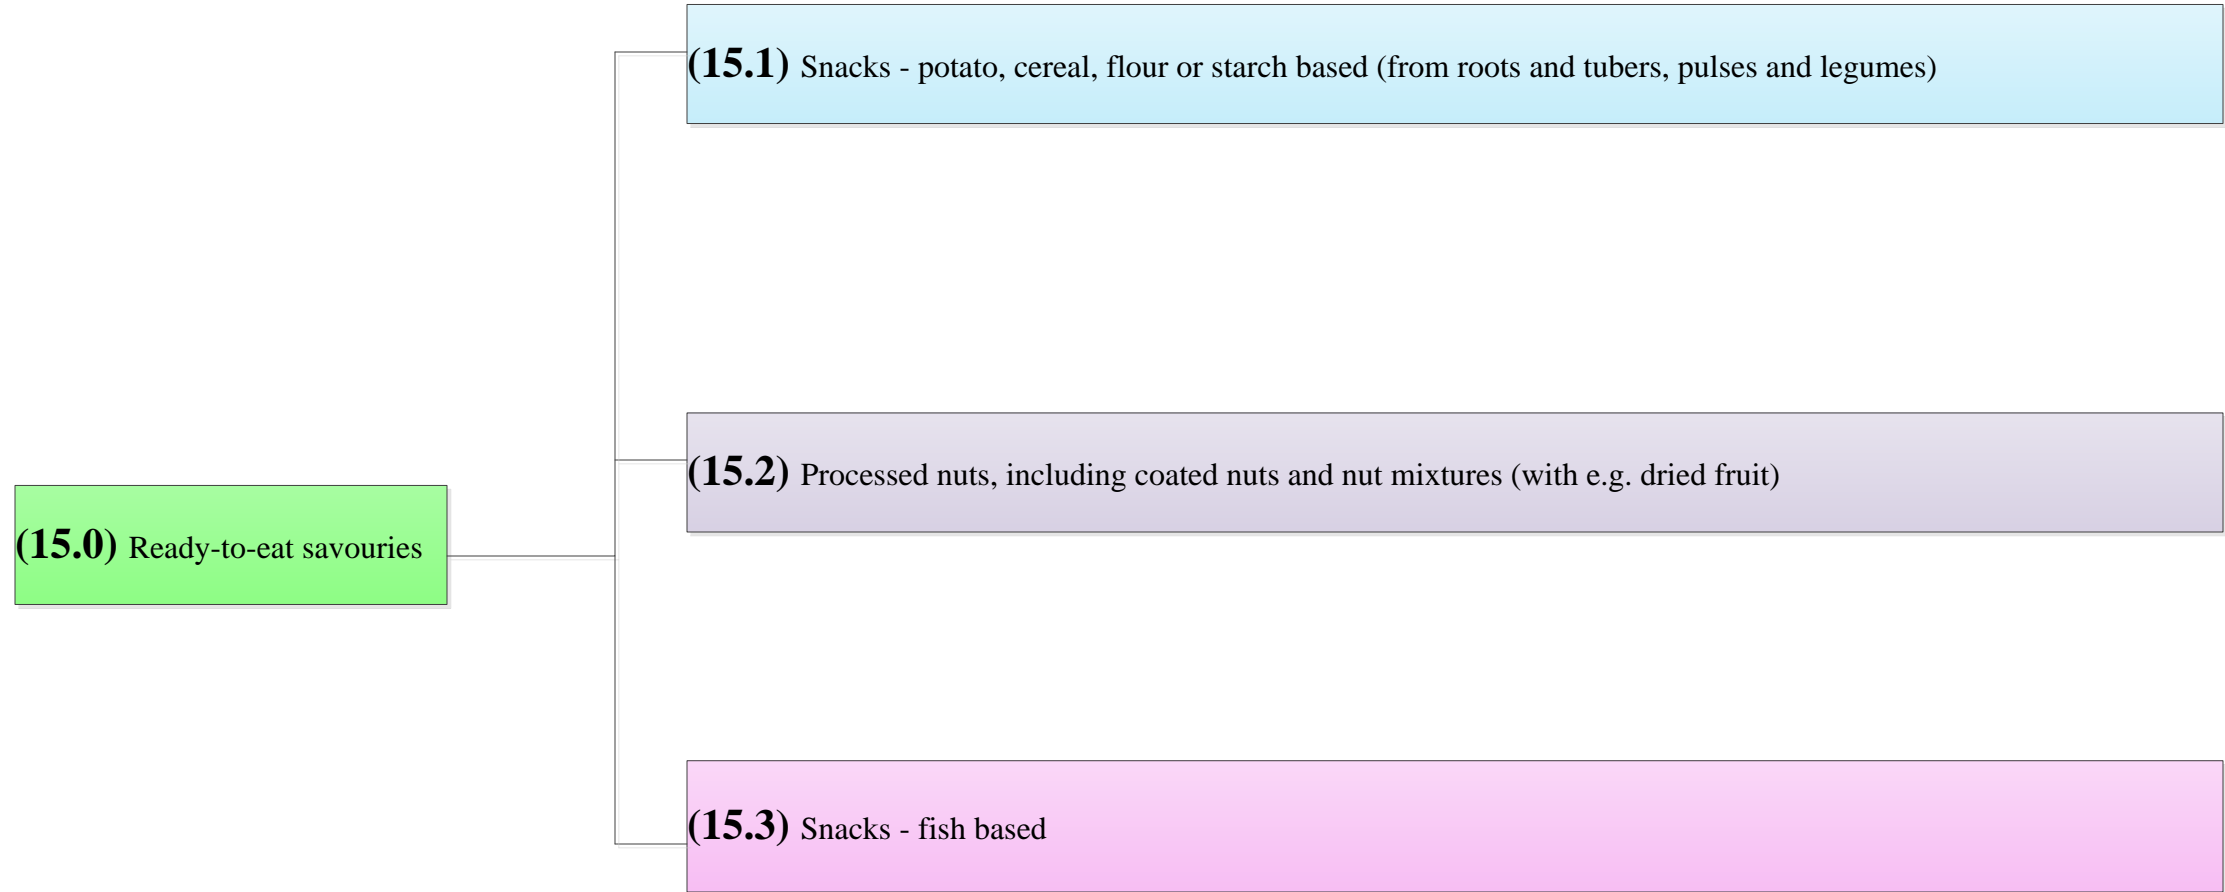 (15.1) Snacks - potato, cereal, flour or starch based (from roots and tubers, pulses and legumes)
(15.2) Processed nuts, including coated nuts and nut mixtures (with e.g. dried fruit)
(15.0) Ready-to-eat savouries
(15.3) Snacks - fish based